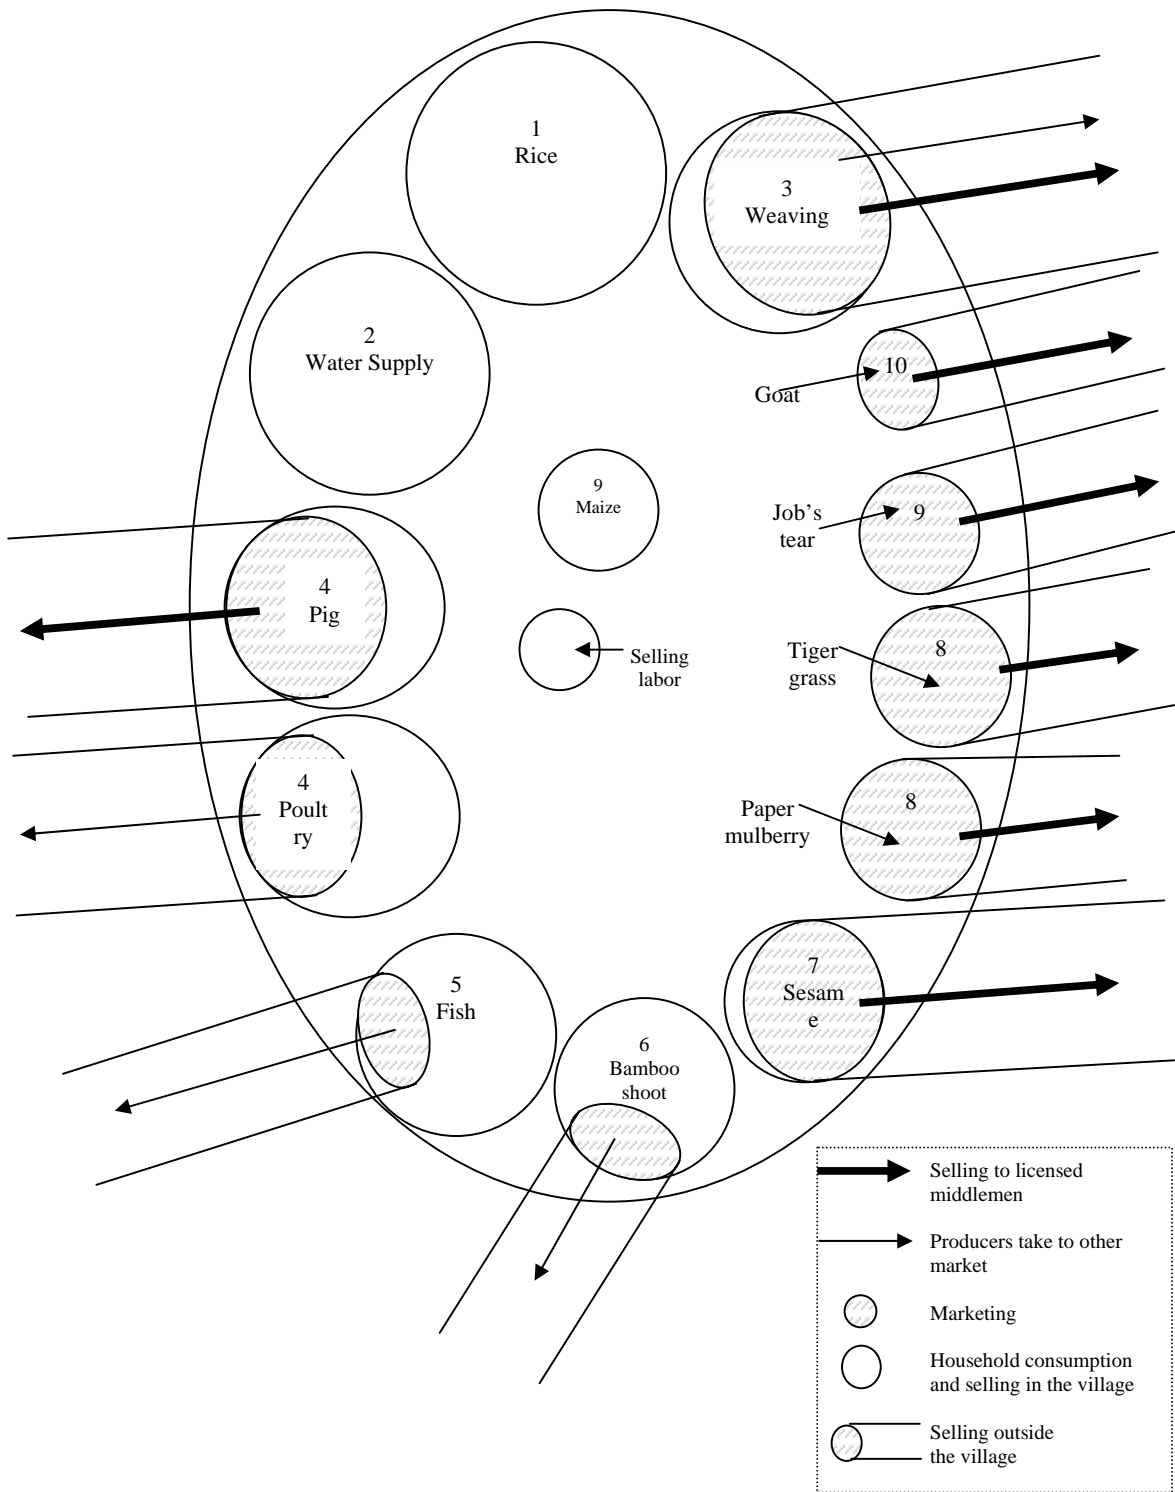 1
Rice
3
Weaving
2
Water Supply
10
Goat
9
Maize
9
Job's
tear
4
Pig
Selling
labor
8
Tiger
grass
4
Poult
ry
8
Paper
mulberry
5
Fish
7
Sesam
e
6
Bamboo
shoot
Selling to licensed
middlemen
Producers take to other
market
Marketing
Household consumption
and selling in the village
Selling outside
the village